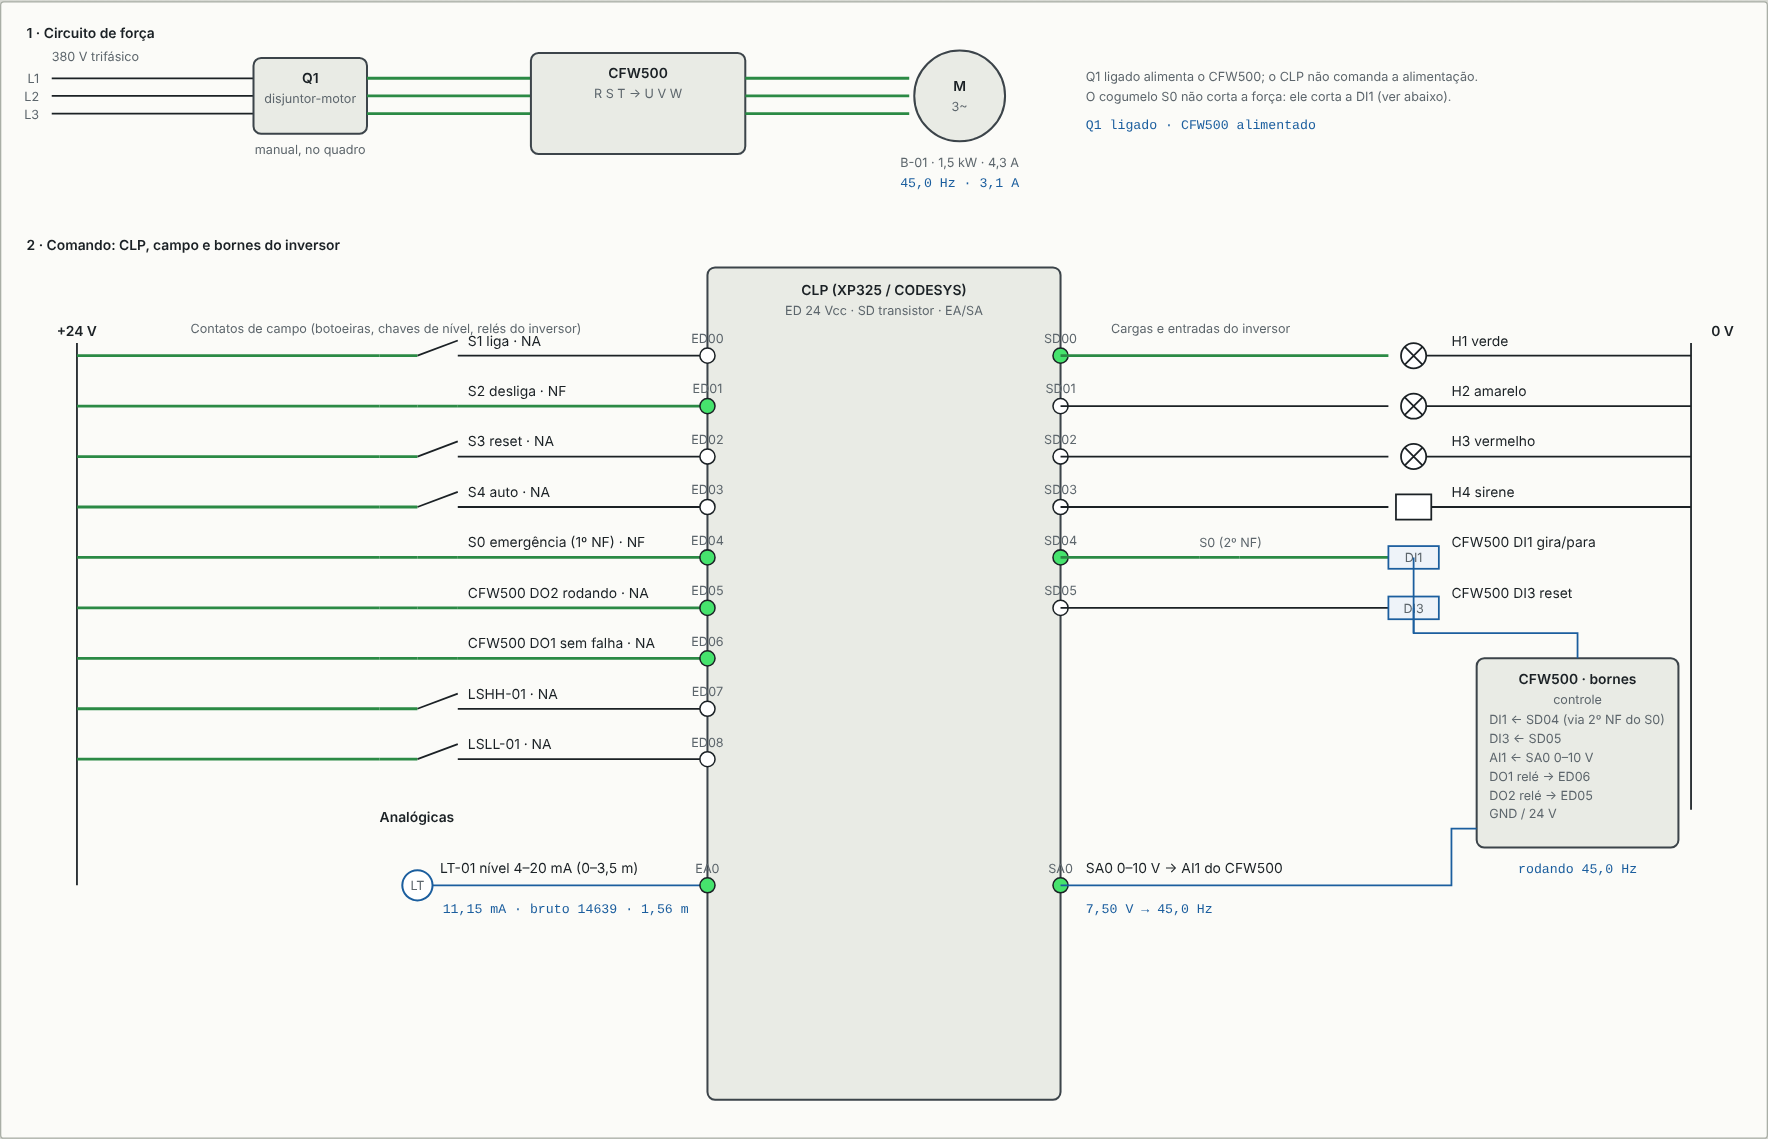 1 · Circuito de força
380 V trifásico
L1
L2
L3
Q1
disjuntor-motor
manual, no quadro
CFW500
R S T → U V W
M
3~
B-01 · 1,5 kW · 4,3 A
45,0 Hz · 3,1 A
Q1 ligado alimenta o CFW500; o CLP não comanda a alimentação.
O cogumelo S0 não corta a força: ele corta a DI1 (ver abaixo).
Q1 ligado · CFW500 alimentado
2 · Comando: CLP, campo e bornes do inversor
CLP (XP325 / CODESYS)
ED 24 Vcc · SD transistor · EA/SA
+24 V
Contatos de campo (botoeiras, chaves de nível, relés do inversor)
Cargas e entradas do inversor
0 V
S1 liga · NA
ED00
SD00
H1 verde
S2 desliga · NF
ED01
SD01
H2 amarelo
S3 reset · NA
ED02
SD02
H3 vermelho
S4 auto · NA
ED03
SD03
H4 sirene
S0 emergência (1º NF) · NF
ED04
SD04
S0 (2º NF)
DI1
CFW500 DI1 gira/para
CFW500 DO2 rodando · NA
ED05
SD05
DI3
CFW500 DI3 reset
CFW500 DO1 sem falha · NA
ED06
LSHH-01 · NA
ED07
LSLL-01 · NA
ED08
CFW500 · bornes
controle
DI1 ← SD04 (via 2º NF do S0)
DI3 ← SD05
AI1 ← SA0 0–10 V
DO1 relé → ED06
DO2 relé → ED05
GND / 24 V
rodando 45,0 Hz
Analógicas
LT
LT-01 nível 4–20 mA (0–3,5 m)
EA0
11,15 mA · bruto 14639 · 1,56 m
SA0
SA0 0–10 V → AI1 do CFW500
7,50 V → 45,0 Hz